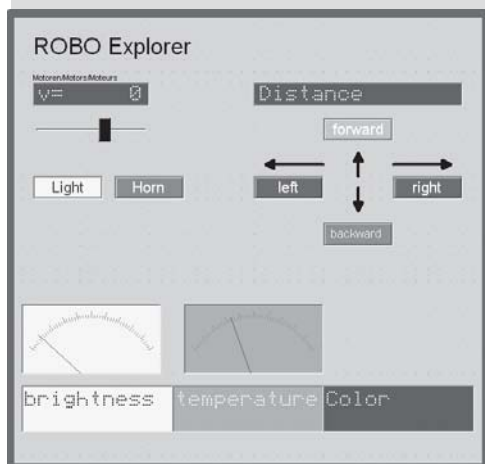 ROBO Explorer
Motoren/Motors/Moteurs
v= 0
Distance
forward
Light Horn left right
backward
brightness temperature Color